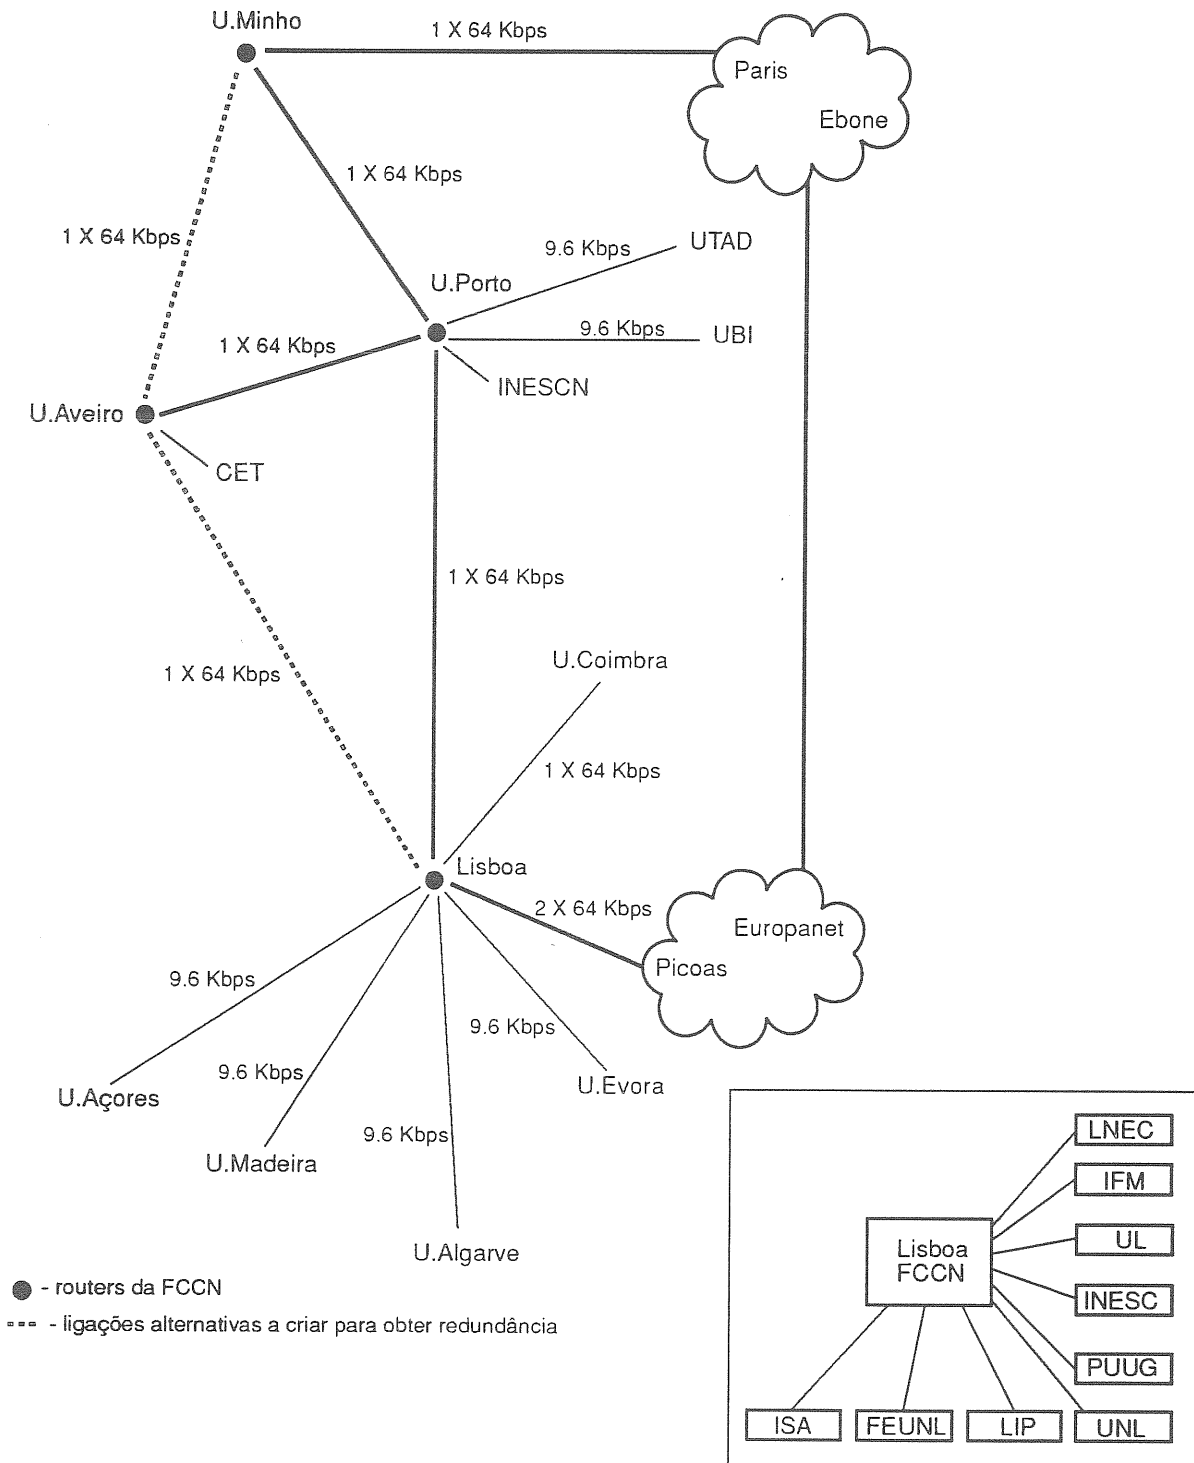 U.Minho
1 X 64 Kbps
Paris
Ebone
1 X 64 Kbps
1 X 64 Kbps
9.6 Kbps
UTAD
U.Porto
9.6 Kbps
UBI
1 X 64 Kbps
INESCN
U.Aveiro
CET
1 X 64 Kbps
U.Coimbra
1 X 64 Kbps
1 X 64 Kbps
Lisboa
2 X 64 Kbps
Europanet
Picoas
9.6 Kbps
9.6 Kbps
9.6 Kbps
U.Evora
U.Açores
9.6 Kbps
U.Madeira
U.Algarve
- routers da FCCN
- ligações alternativas a criar para obter redundância
LNEC
IFM
UL
Lisboa
FCCN
INESC
PUUG
ISA
FEUNL
LIP
UNL